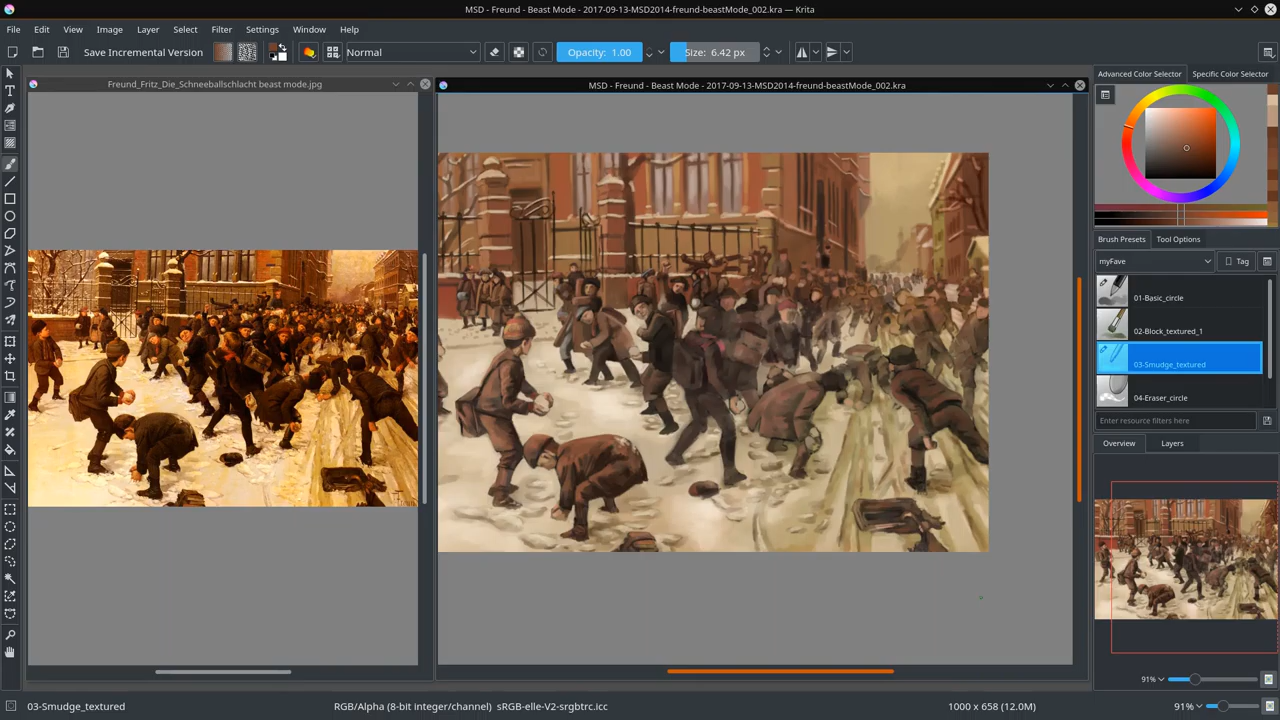 MSD - Freund - Beast Mode - 2017-09-13-MSD2014-freund-beastMode_002.kra — Krita
File Edit View Image Layer Select Filter Settings Window Help
Save Incremental Version Normal Opacity: 1.00 Size: 6.42 px
Advanced Color Selector Specific Color Selector
Freund_Fritz_Die_Schneeballschlacht beast mode.jpg
MSD - Freund - Beast Mode - 2017-09-13-MSD2014-freund-beastMode_002.kra
Brush Presets Tool Options
myFave Tag
01-Basic_circle
02-Block_textured_1
03-Smudge_textured
04-Eraser_circle
Enter resource filters here
Overview Layers
91%
03-Smudge_textured RGB/Alpha (8-bit integer/channel) sRGB-elle-V2-srgbtrc.icc 1000 x 658 (12.0M) 91%